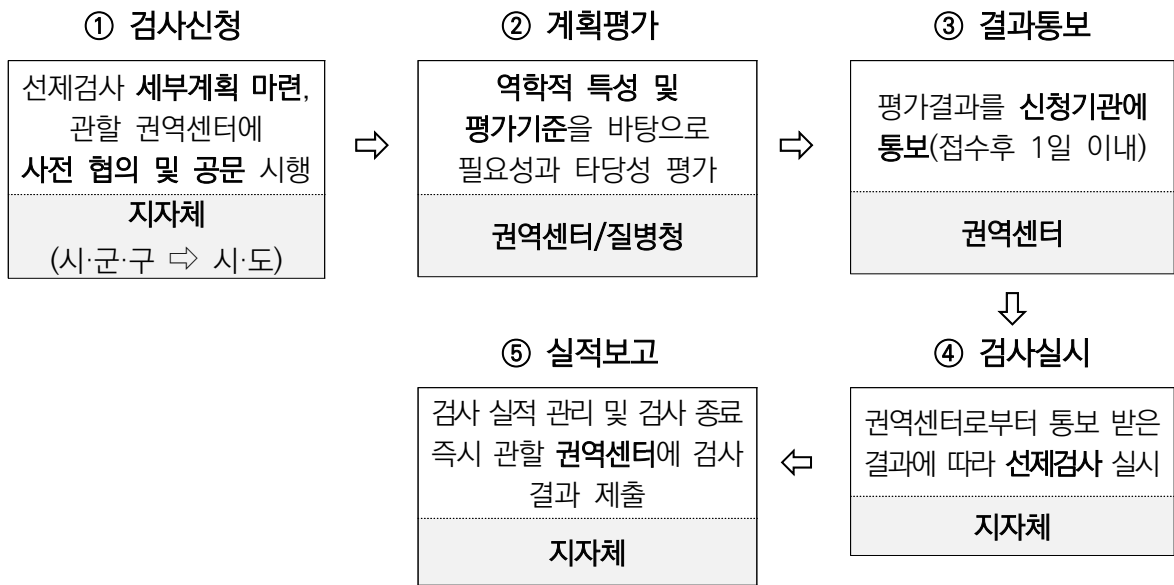 ① 검사신청
선제검사 세부계획 마련,
관할 권역센터에
사전 협의 및 공문 시행
지자체
(시·군·구 ⇨ 시·도)
⇨
② 계획평가
역학적 특성 및
평가기준을 바탕으로
필요성과 타당성 평가
권역센터/질병청
⇨
③ 결과통보
평가결과를 신청기관에
통보(접수후 1일 이내)
권역센터
⇩
④ 검사실시
권역센터로부터 통보 받은
결과에 따라 선제검사 실시
지자체
⇦
⑤ 실적보고
검사 실적 관리 및 검사 종료
즉시 관할 권역센터에 검사
결과 제출
지자체